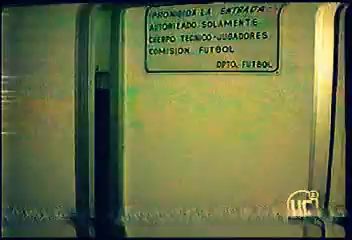 ¡PROHIBIDA LA ENTRADA!
AUTORIZADO SOLAMENTE
CUERPO TECNICO-JUGADORES
COMISION FUTBOL
DPTO. FUTBOL